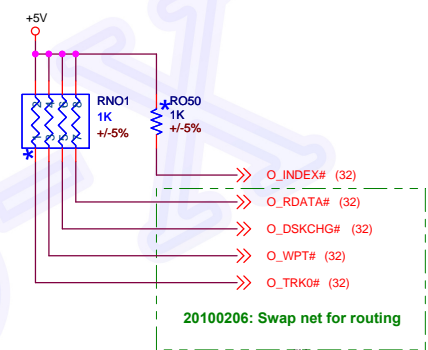 +5V
RNO1
1K
+/-5%
RO50
1K
+/-5%
O_INDEX# (32)
O_RDATA# (32)
O_DSKCHG# (32)
O_WPT# (32)
O_TRK0# (32)
20100206: Swap net for routing